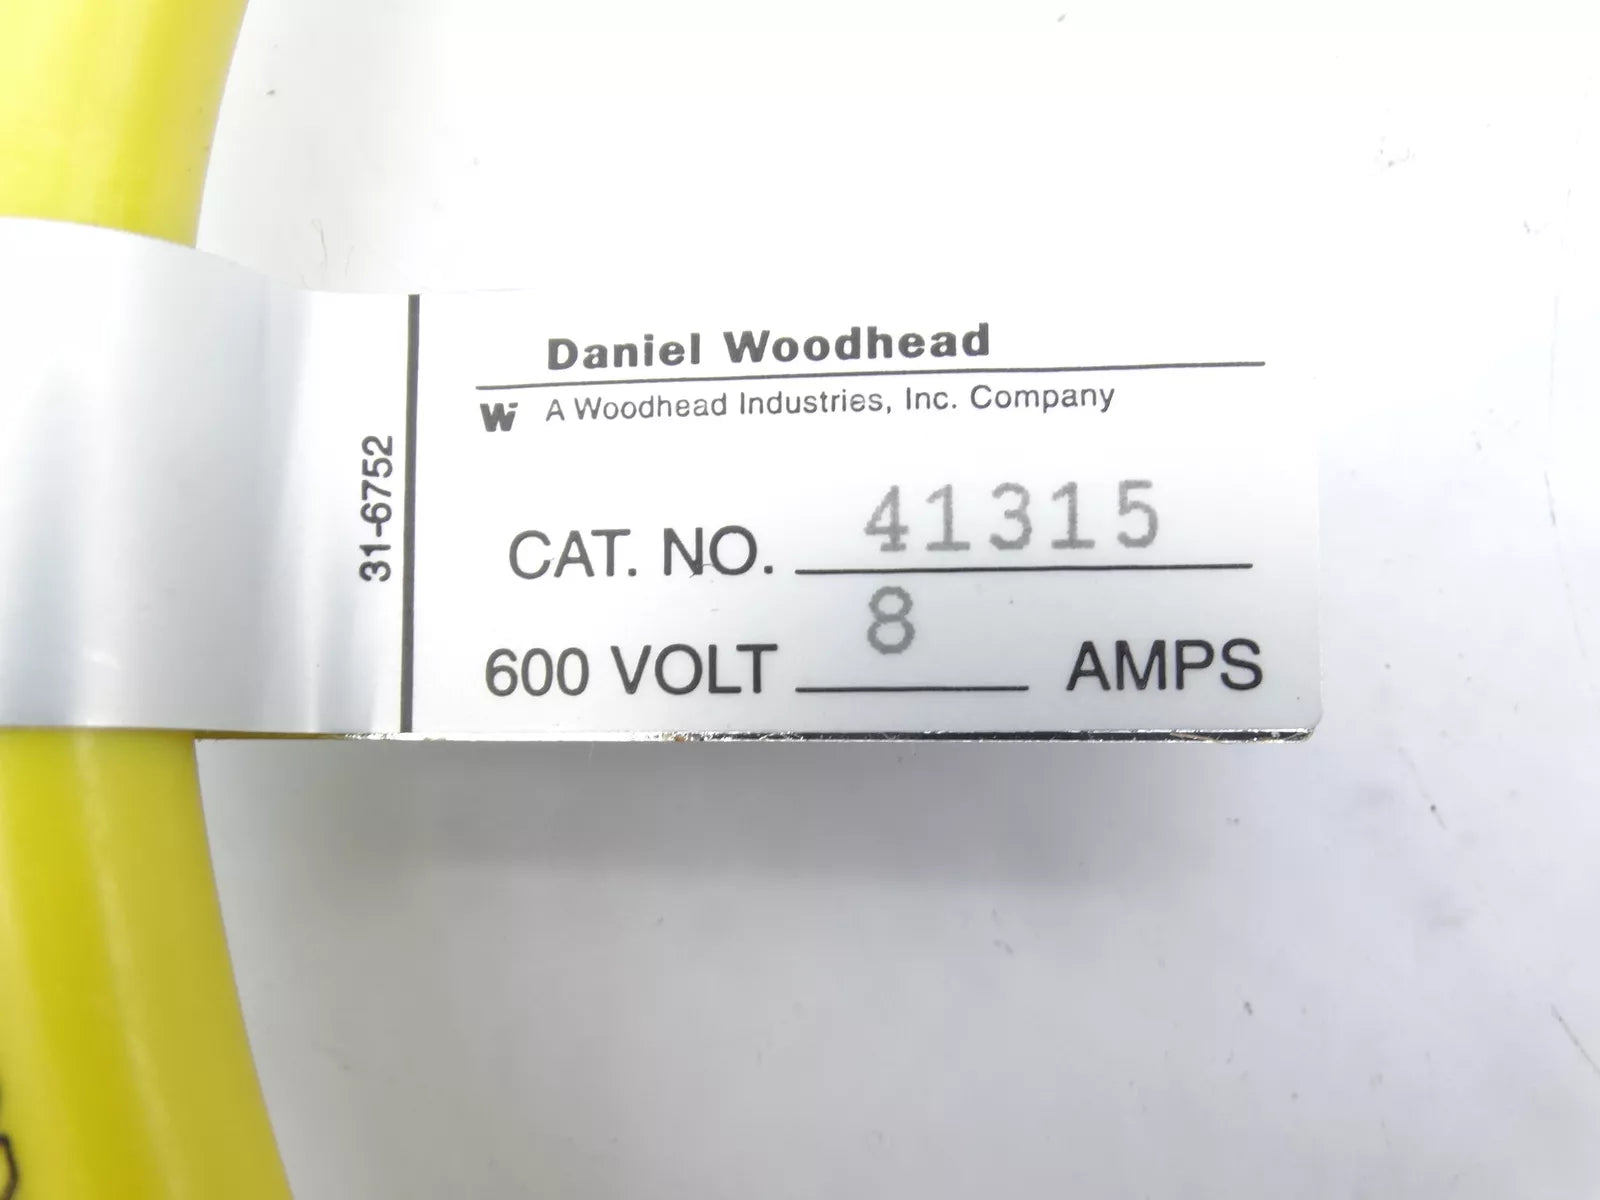 Daniel Woodhead
W A Woodhead Industries, Inc. Company
31-6752
CAT. NO. 41315
600 VOLT 8 AMPS